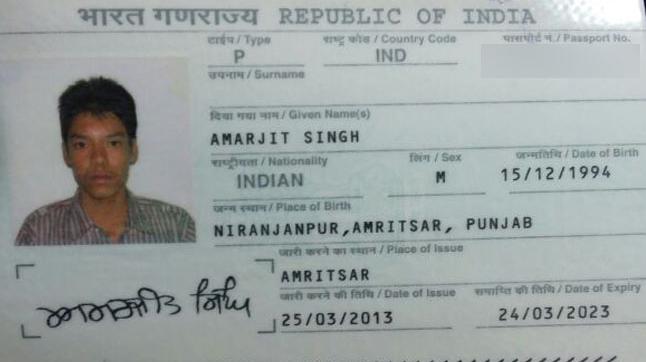 भारत गणराज्य REPUBLIC OF INDIA
टाईप / Type राष्ट्र कोड / Country Code पासपोर्ट नं. / Passport No.
P IND
उपनाम / Surname
दिया गया नाम / Given Name(s)
AMARJIT SINGH
राष्ट्रीयता / Nationality लिंग / Sex जन्मतिथि / Date of Birth
INDIAN M 15/12/1994
जन्म स्थान / Place of Birth
NIRANJANPUR,AMRITSAR, PUNJAB
जारी करने का स्थान / Place of Issue
AMRITSAR
जारी करने की तिथि / Date of Issue समाप्ति की तिथि / Date of Expiry
25/03/2013 24/03/2023